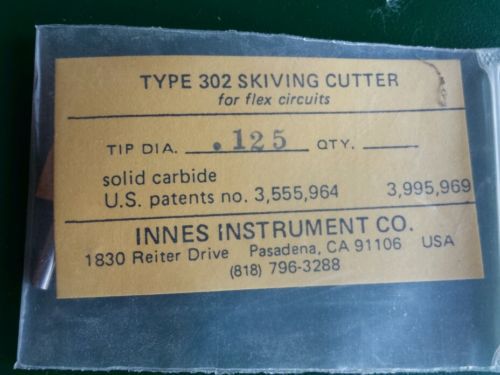 TYPE 302 SKIVING CUTTER
for flex circuits
TIP DIA. .125 QTY.
solid carbide
U.S. patents no. 3,555,964 3,995,969
INNES INSTRUMENT CO.
1830 Reiter Drive Pasadena, CA 91106 USA
(818) 796-3288